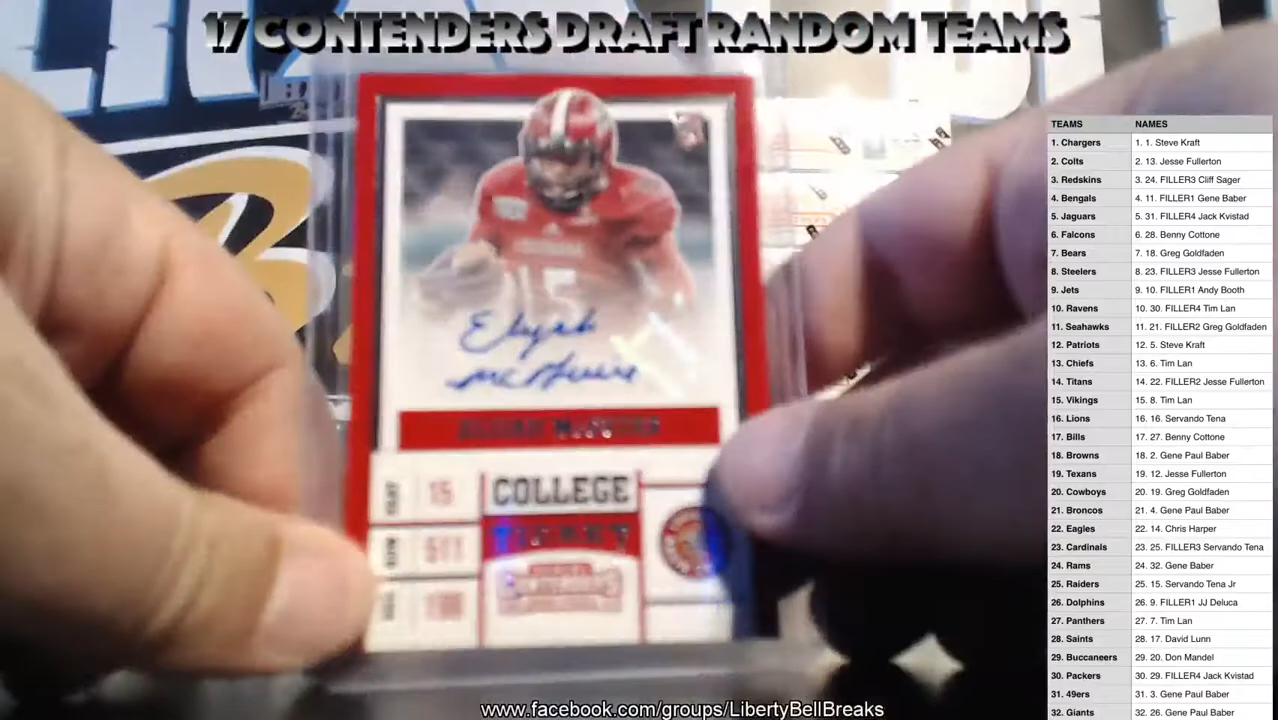 17 CONTENDERS DRAFT RANDOM TEAMS
15
Elijah
McGuire
ELIJAH McGUIRE
SEAT 15 COLLEGE
ROW 511 TICKET
CONTENDERS
TEAMS NAMES
1. Chargers 1. 1. Steve Kraft
2. Colts 2. 13. Jesse Fullerton
3. Redskins 3. 24. FILLER3 Cliff Sager
4. Bengals 4. 11. FILLER1 Gene Baber
5. Jaguars 5. 31. FILLER4 Jack Kvistad
6. Falcons 6. 28. Benny Cottone
7. Bears 7. 18. Greg Goldfaden
8. Steelers 8. 23. FILLER3 Jesse Fullerton
9. Jets 9. 10. FILLER1 Andy Booth
10. Ravens 10. 30. FILLER4 Tim Lan
11. Seahawks 11. 21. FILLER2 Greg Goldfaden
12. Patriots 12. 5. Steve Kraft
13. Chiefs 13. 6. Tim Lan
14. Titans 14. 22. FILLER2 Jesse Fullerton
15. Vikings 15. 8. Tim Lan
16. Lions 16. 16. Servando Tena
17. Bills 17. 27. Benny Cottone
18. Browns 18. 2. Gene Paul Baber
19. Texans 19. 12. Jesse Fullerton
20. Cowboys 20. 19. Greg Goldfaden
21. Broncos 21. 4. Gene Paul Baber
22. Eagles 22. 14. Chris Harper
23. Cardinals 23. 25. FILLER3 Servando Tena
24. Rams 24. 32. Gene Baber
25. Raiders 25. 15. Servando Tena Jr
26. Dolphins 26. 9. FILLER1 JJ Deluca
27. Panthers 27. 7. Tim Lan
28. Saints 28. 17. David Lunn
29. Buccaneers 29. 20. Don Mandel
30. Packers 30. 29. FILLER4 Jack Kvistad
31. 49ers 31. 3. Gene Paul Baber
32. Giants 32. 26. Gene Paul Baber
www.facebook.com/groups/LibertyBellBreaks